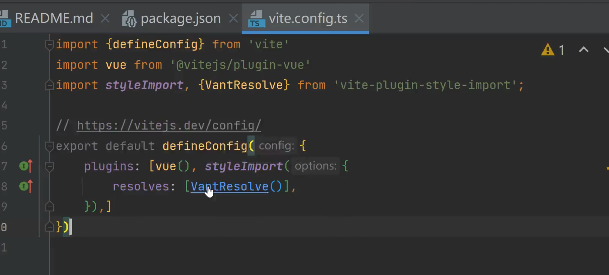 README.md package.json vite.config.ts
1 import {defineConfig} from 'vite' 1
2 import vue from '@vitejs/plugin-vue'
3 import styleImport, {VantResolve} from 'vite-plugin-style-import';
4
5 // https://vitejs.dev/config/
6 export default defineConfig( config: {
7 plugins: [vue(), styleImport( options: {
8 resolves: [VantResolve()],
9 }),]
0 })
1